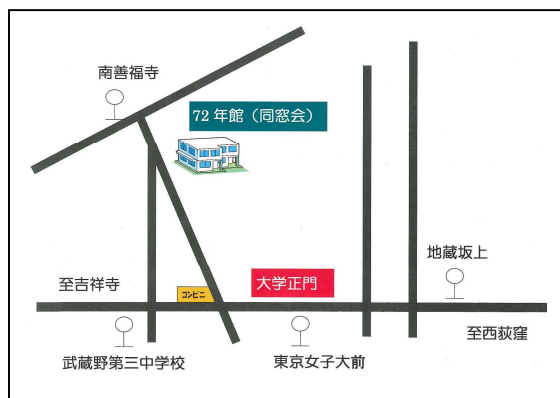 南善福寺
72年館（同窓会）
地蔵坂上
至吉祥寺
コンビニ
大学正門
至西荻窪
武蔵野第三中学校
東京女子大前